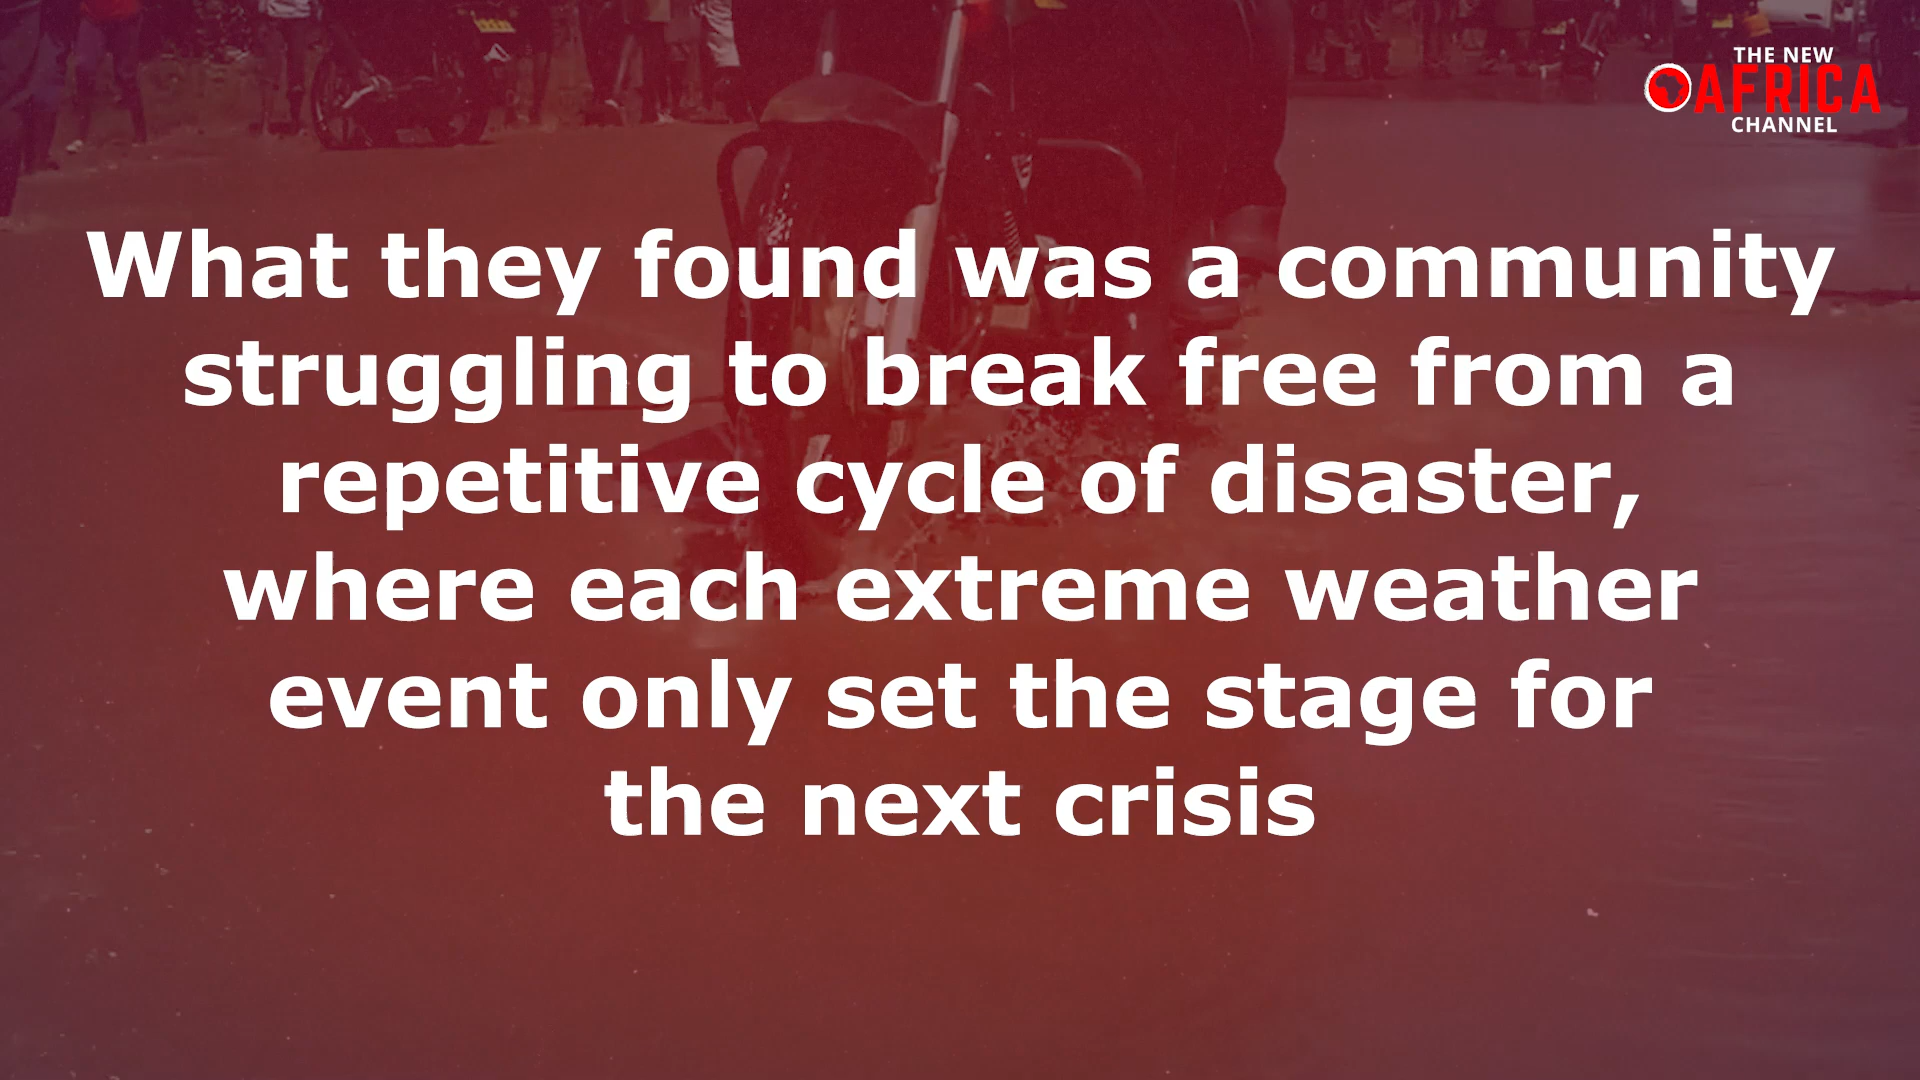 THE NEW
AFRICA
CHANNEL
What they found was a community
struggling to break free from a
repetitive cycle of disaster,
where each extreme weather
event only set the stage for
the next crisis